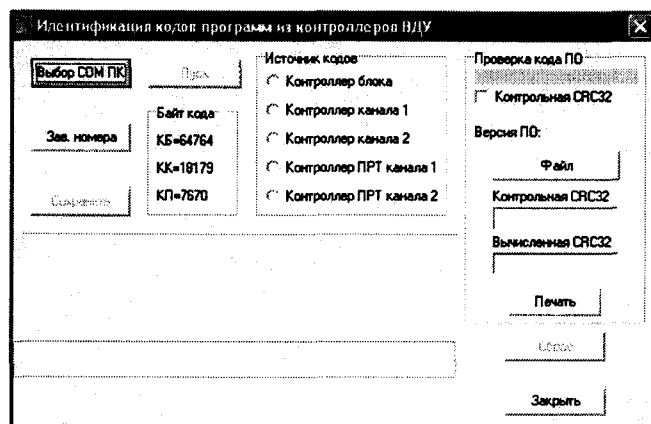 Идентификация кодов программ из контроллеров ВДУ
Выбор COM ПК
Пуск
Зав. номера
Сохранить
Байт кода
КБ=64764
КК=18179
КП=7670
Источник кодов
Контроллер блока
Контроллер канала 1
Контроллер канала 2
Контроллер ПРТ канала 1
Контроллер ПРТ канала 2
Проверка кода ПО
Контрольная CRC32
Версия ПО:
Файл
Контрольная CRC32
Вычисленная CRC32
Печать
Сброс
Закрыть